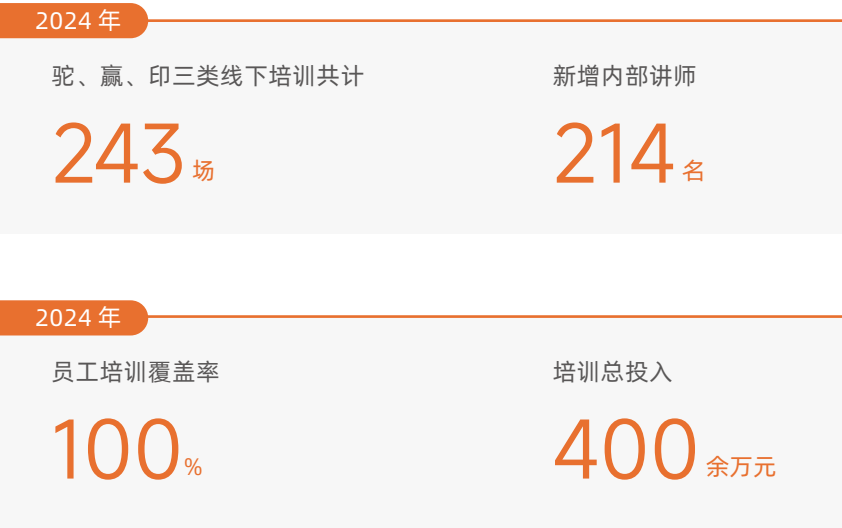 2024 年
驼、赢、印三类线下培训共计
新增内部讲师
243 场
214 名
2024 年
员工培训覆盖率
培训总投入
100 %
400 余万元